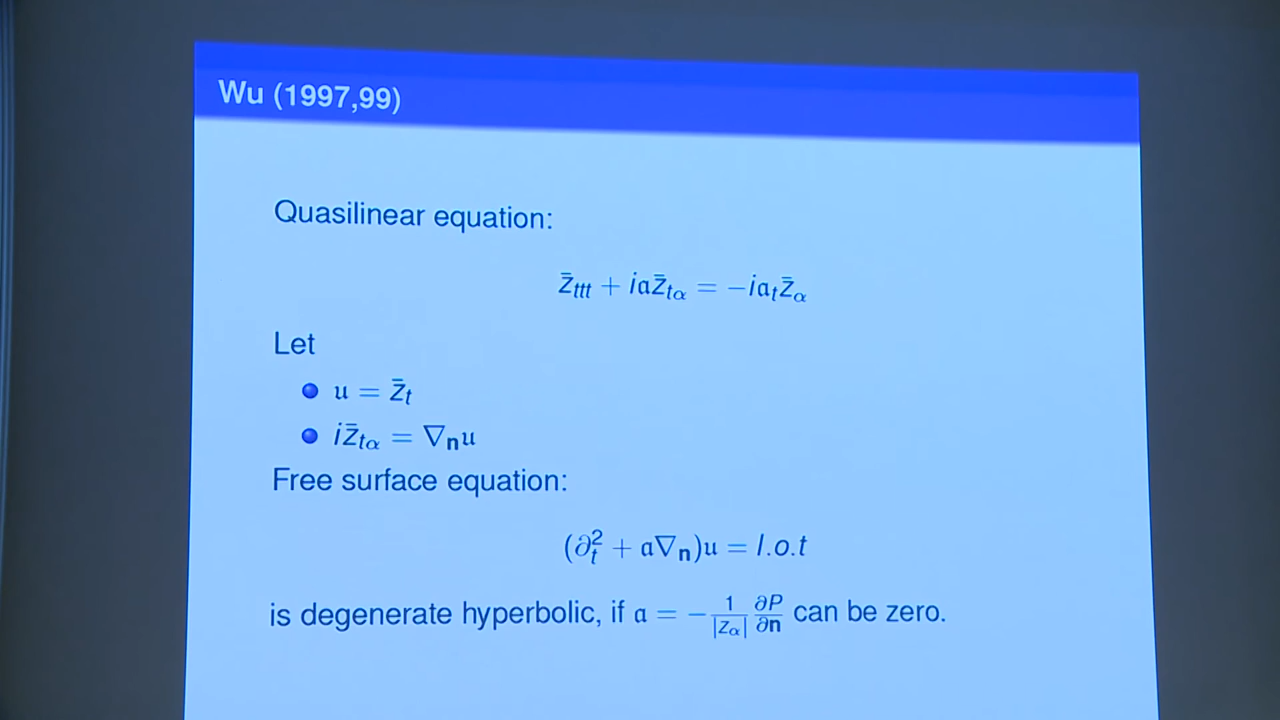 Wu (1997,99)
Quasilinear equation:
z̄ₜₜₜ + i𝔞z̄ₜα = −i𝔞ₜz̄α
Let
• 𝔲 = z̄ₜ
• iz̄ₜα = ∇𝐧𝔲
Free surface equation:
(∂ₜ² + 𝔞∇𝐧)𝔲 = l.o.t
is degenerate hyperbolic, if 𝔞 = −1/|zα| ∂P/∂𝐧 can be zero.